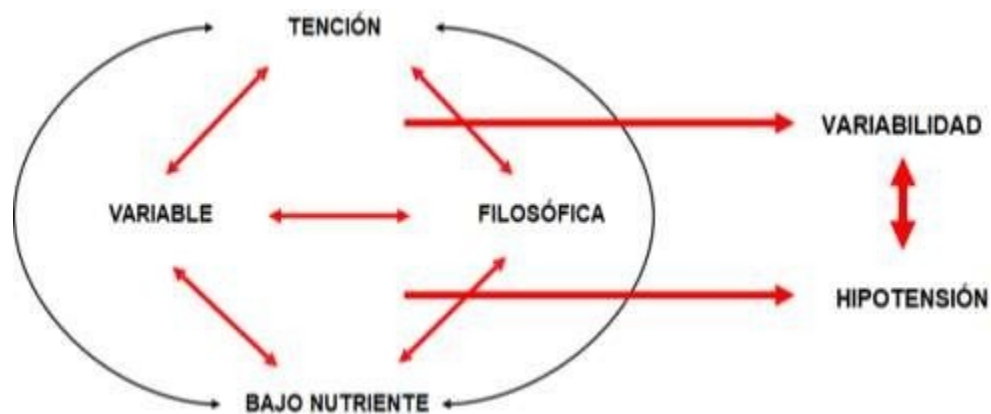 TENCIÓN
VARIABILIDAD
VARIABLE
FILOSÓFICA
HIPOTENSIÓN
BAJO NUTRIENTE